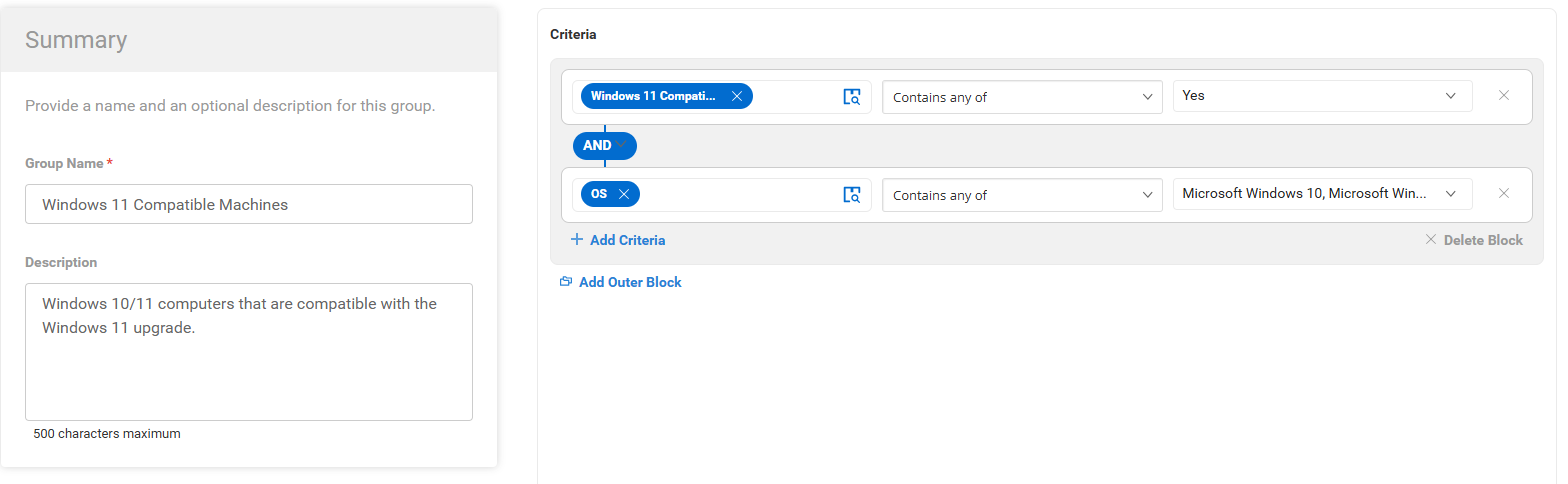 Summary
Provide a name and an optional description for this group.
Group Name *
Windows 11 Compatible Machines
Description
Windows 10/11 computers that are compatible with the
Windows 11 upgrade.
500 characters maximum
Criteria
Windows 11 Compati... Contains any of Yes
AND
OS Contains any of Microsoft Windows 10, Microsoft Win...
Add Criteria Delete Block
Add Outer Block